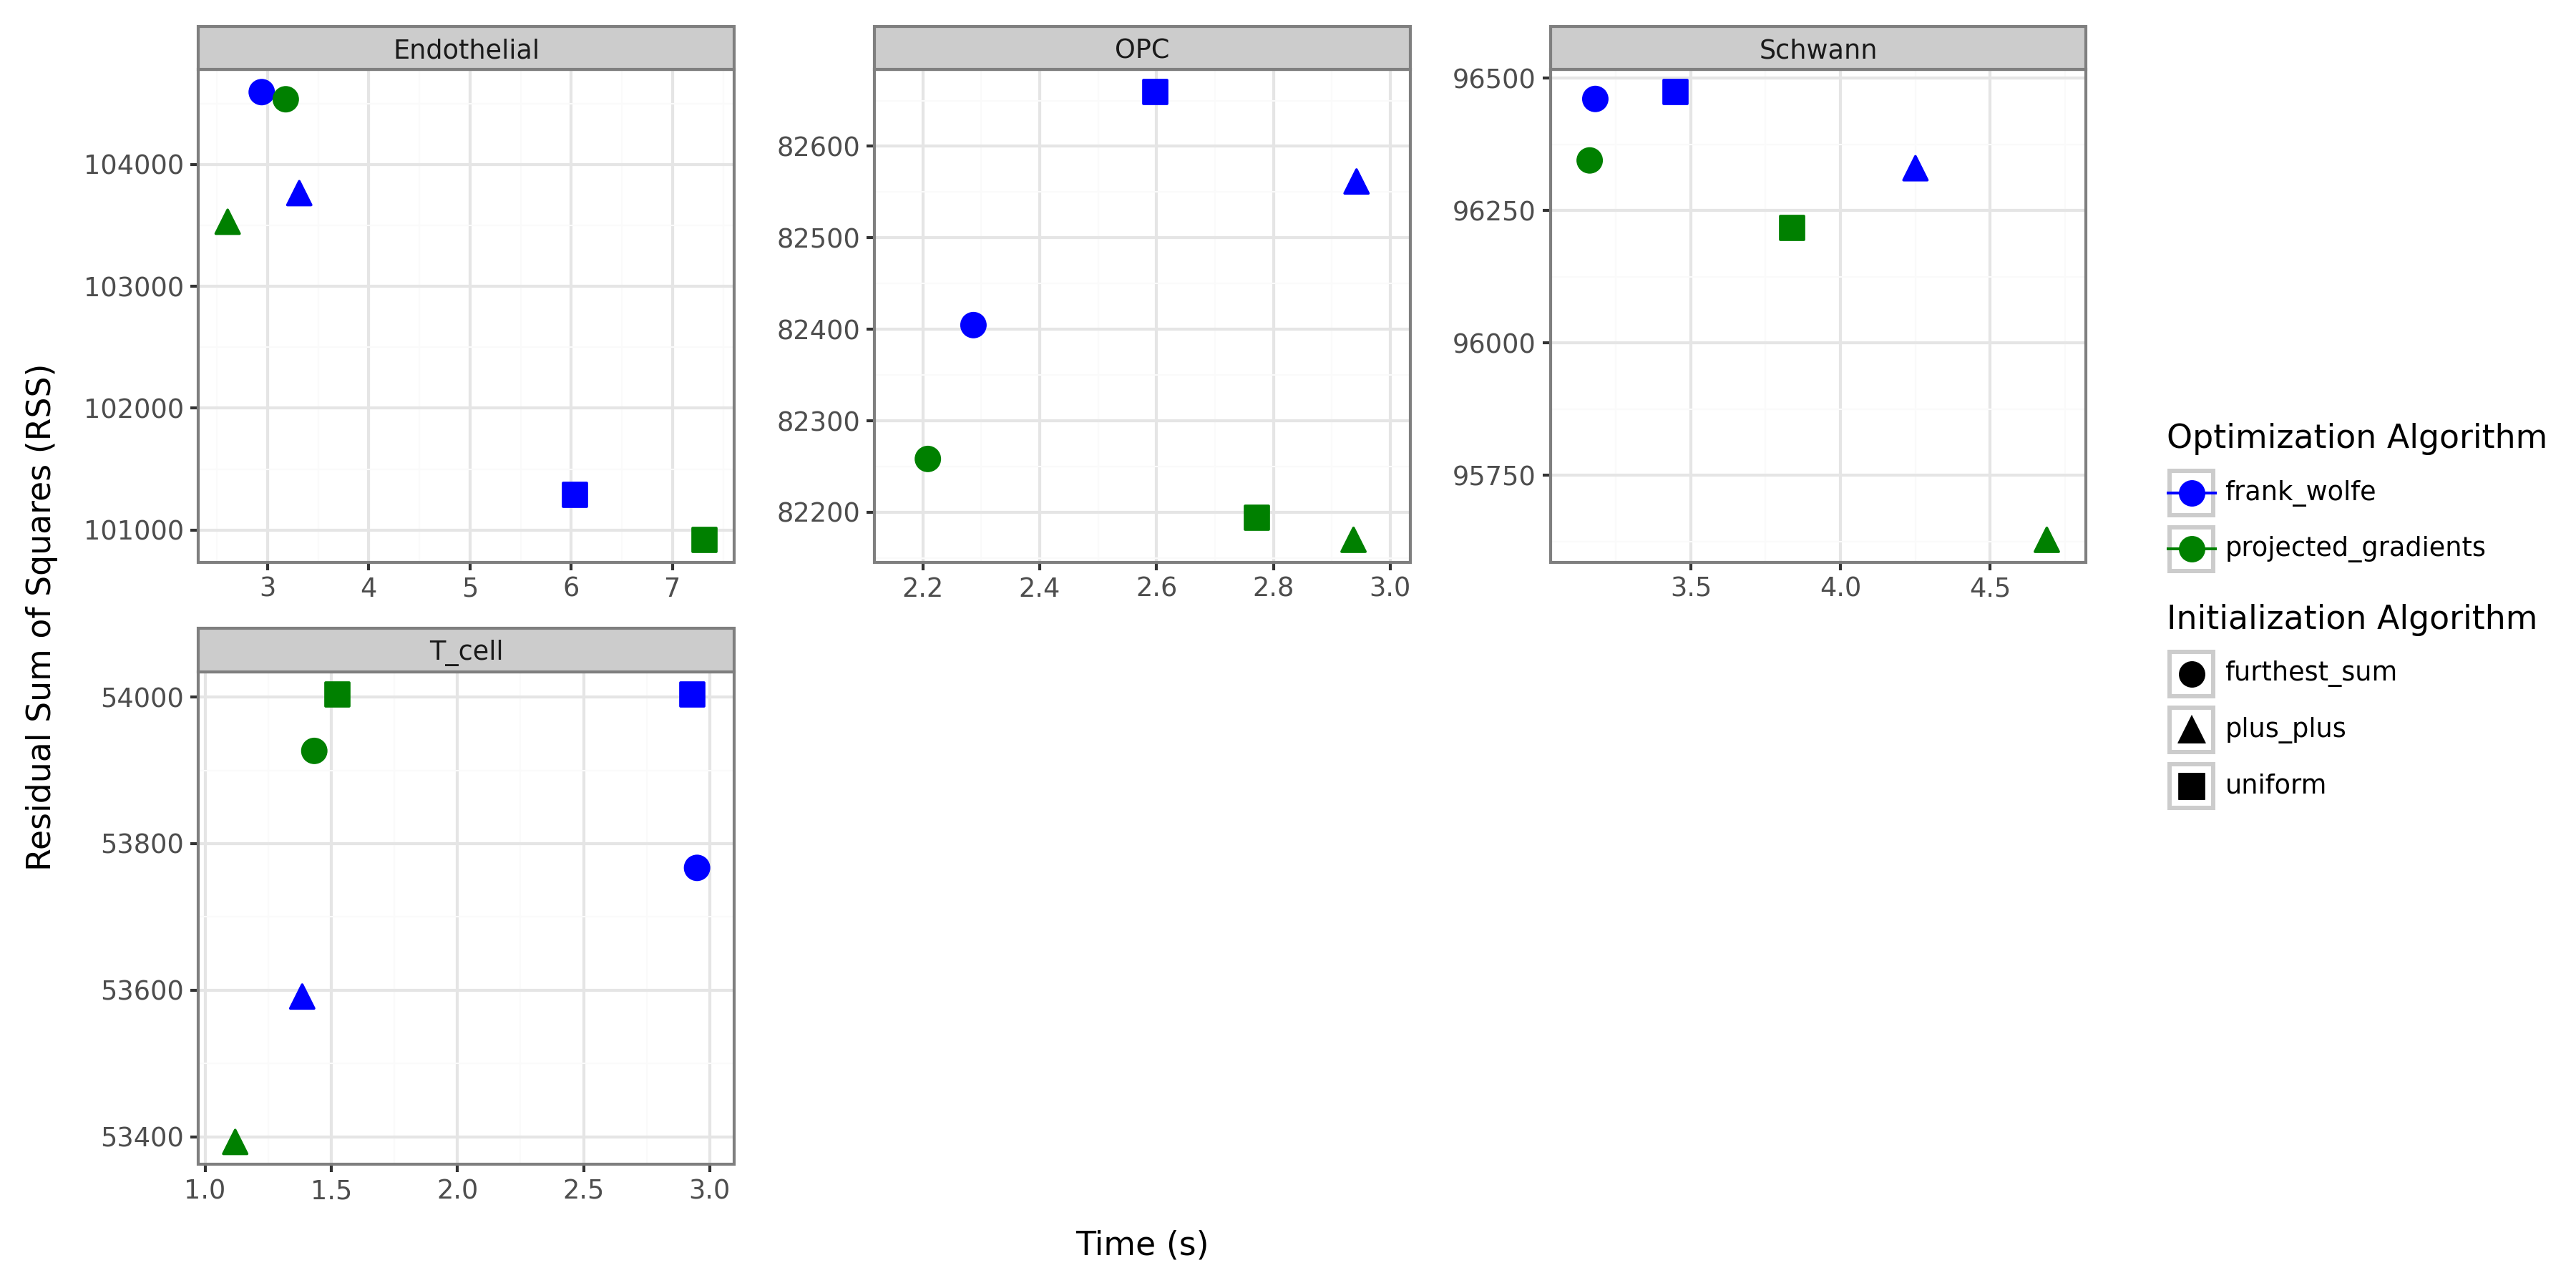 Endothelial
OPC
Schwann
104000
103000
102000
101000
3 4 5 6 7
82600
82500
82400
82300
82200
2.2 2.4 2.6 2.8 3.0
96500
96250
96000
95750
3.5 4.0 4.5
T_cell
54000
53800
53600
53400
1.0 1.5 2.0 2.5 3.0
Residual Sum of Squares (RSS)
Time (s)
Optimization Algorithm
frank_wolfe
projected_gradients
Initialization Algorithm
furthest_sum
plus_plus
uniform